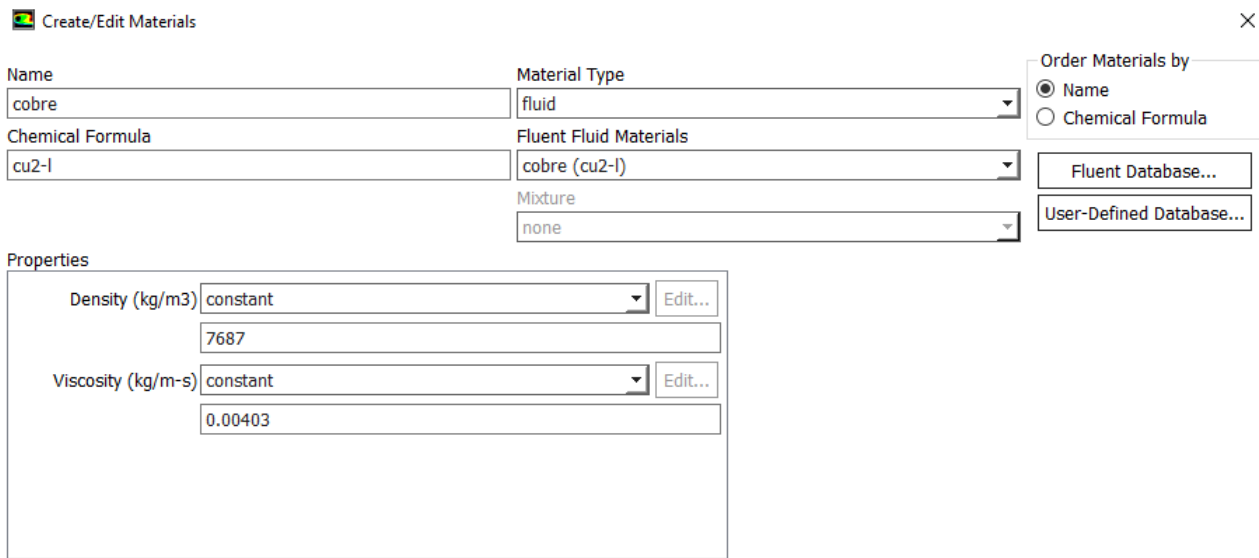 Create/Edit Materials
Name
cobre
Material Type
fluid
Order Materials by
Name
Chemical Formula
Chemical Formula
cu2-l
Fluent Fluid Materials
cobre (cu2-l)
Fluent Database...
Mixture
none
User-Defined Database...
Properties
Density (kg/m3) constant Edit...
7687
Viscosity (kg/m-s) constant Edit...
0.00403